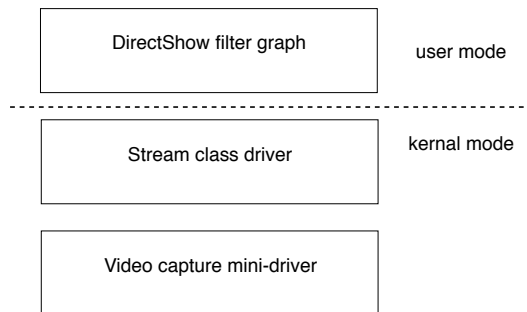 DirectShow filter graph
user mode
Stream class driver
kernal mode
Video capture mini-driver